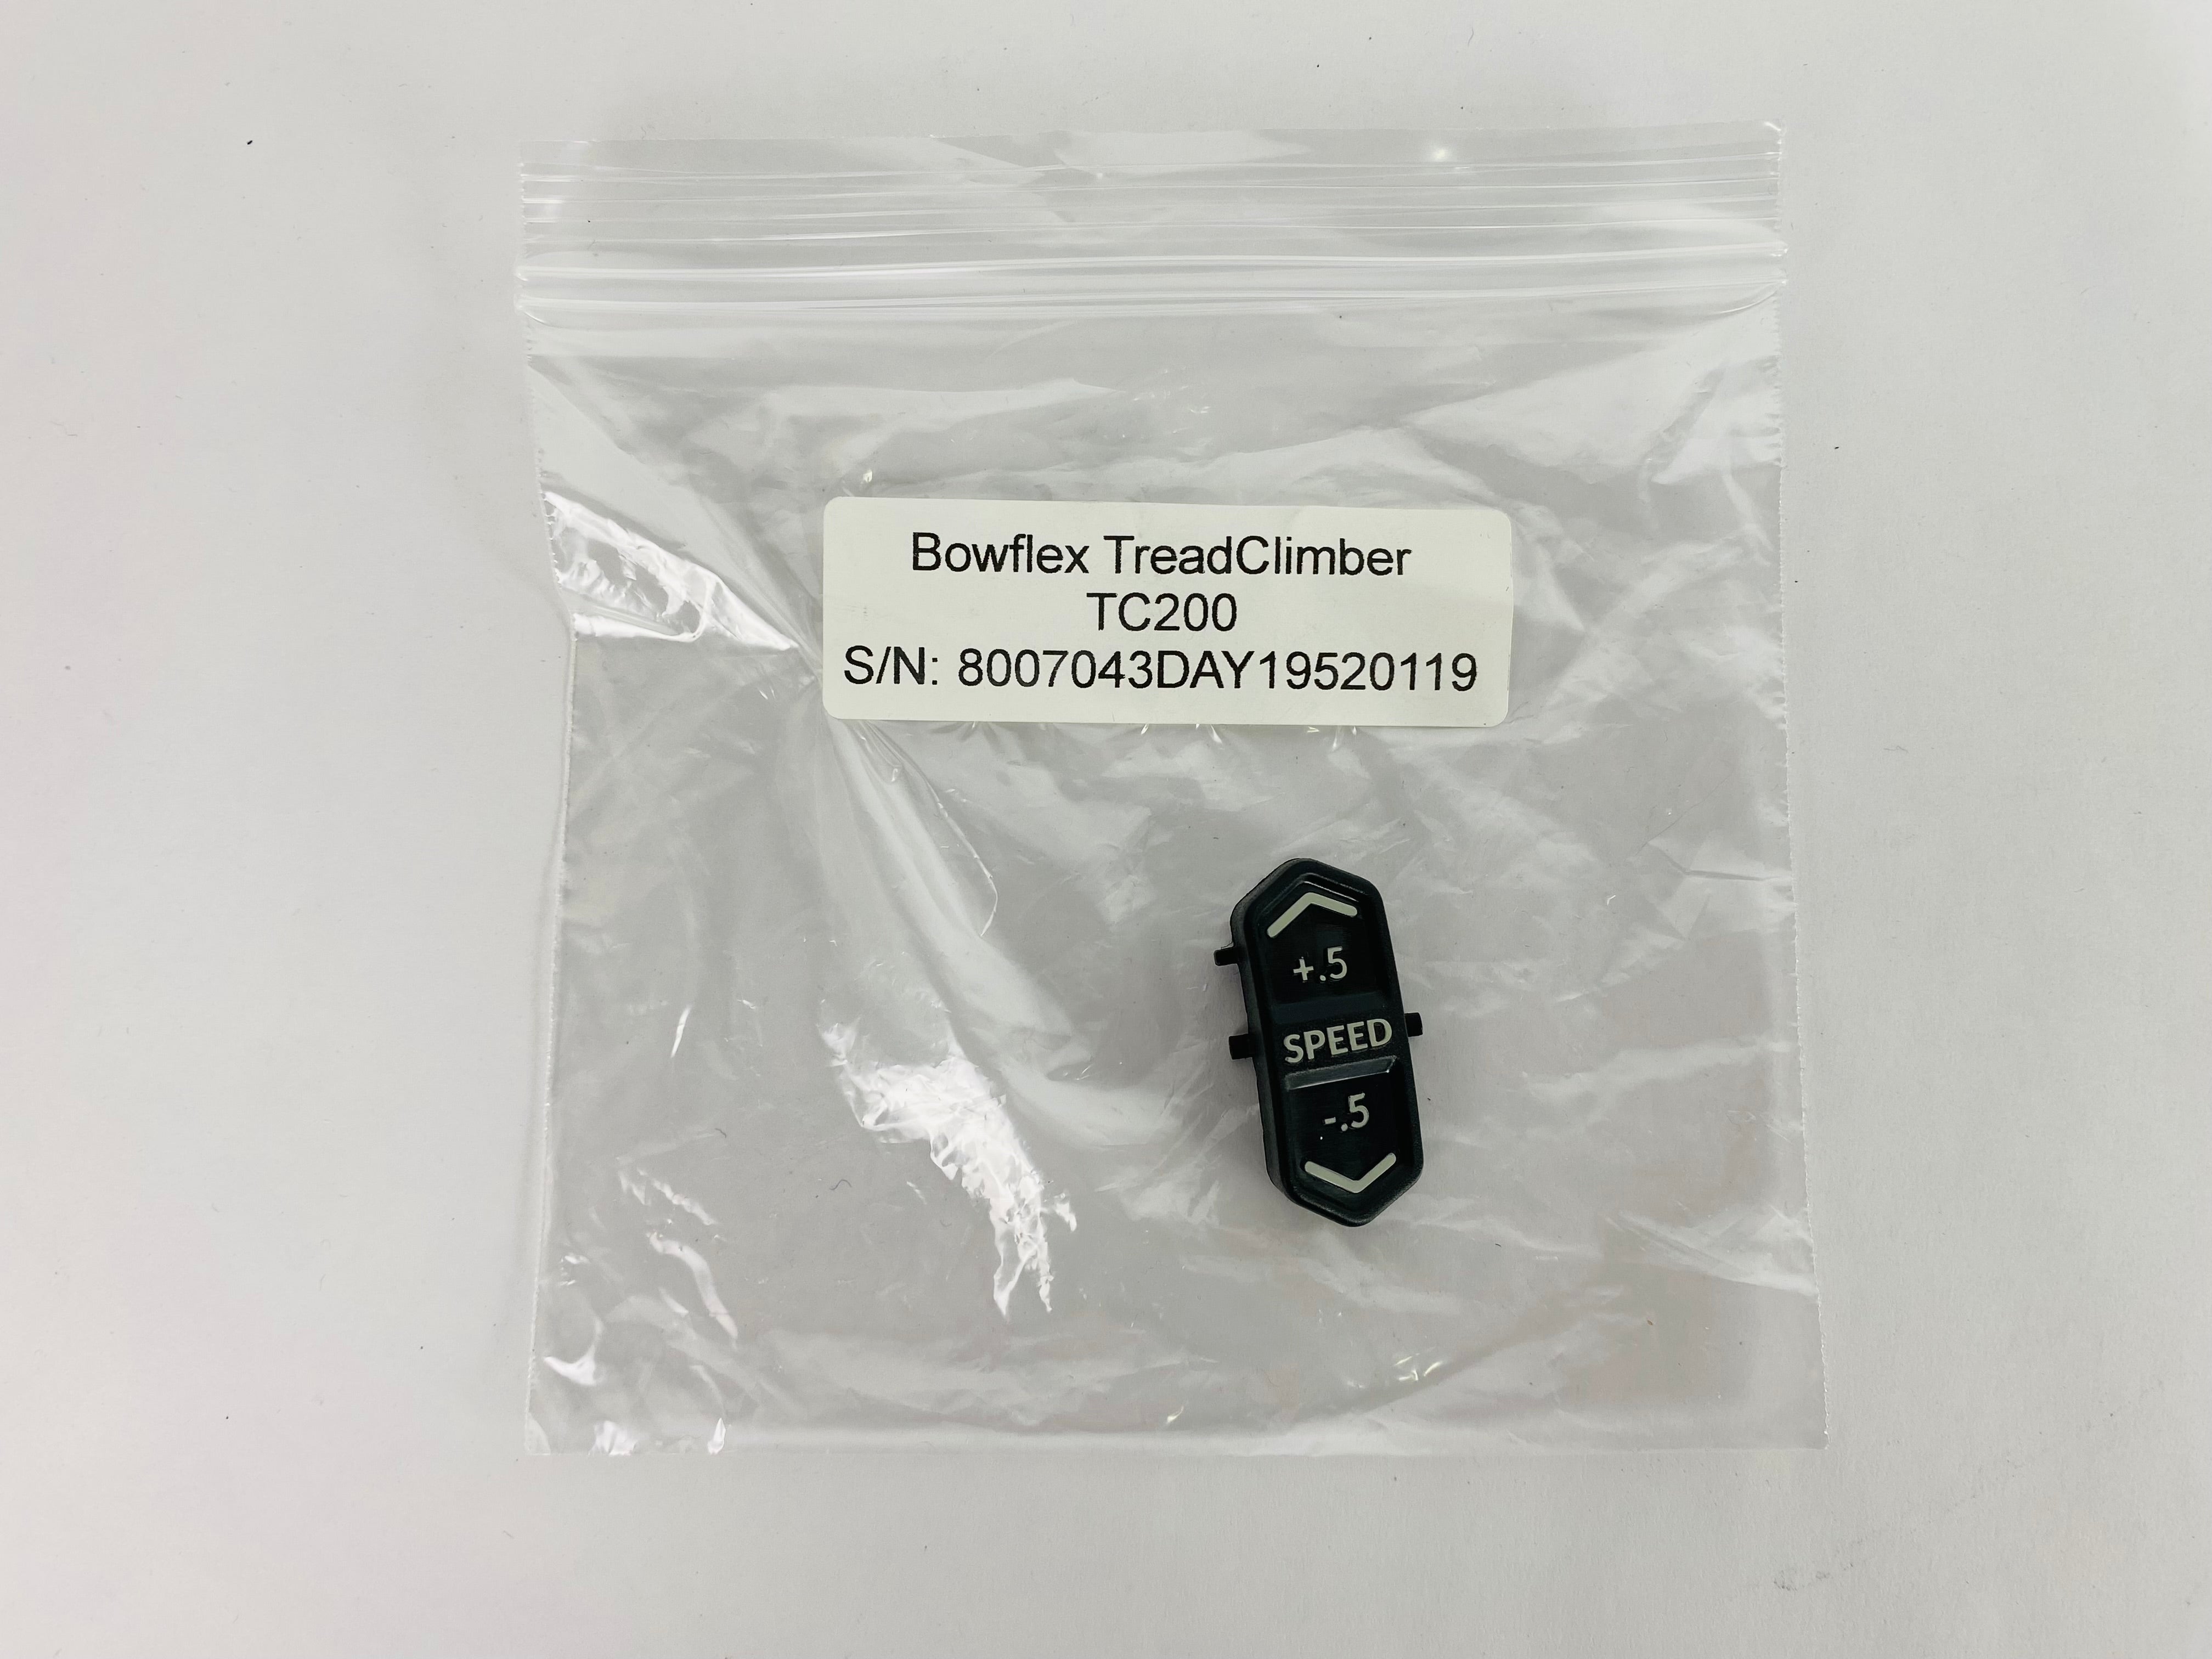 Bowflex TreadClimber
TC200
S/N: 8007043DAY19520119
+.5
SPEED
-.5